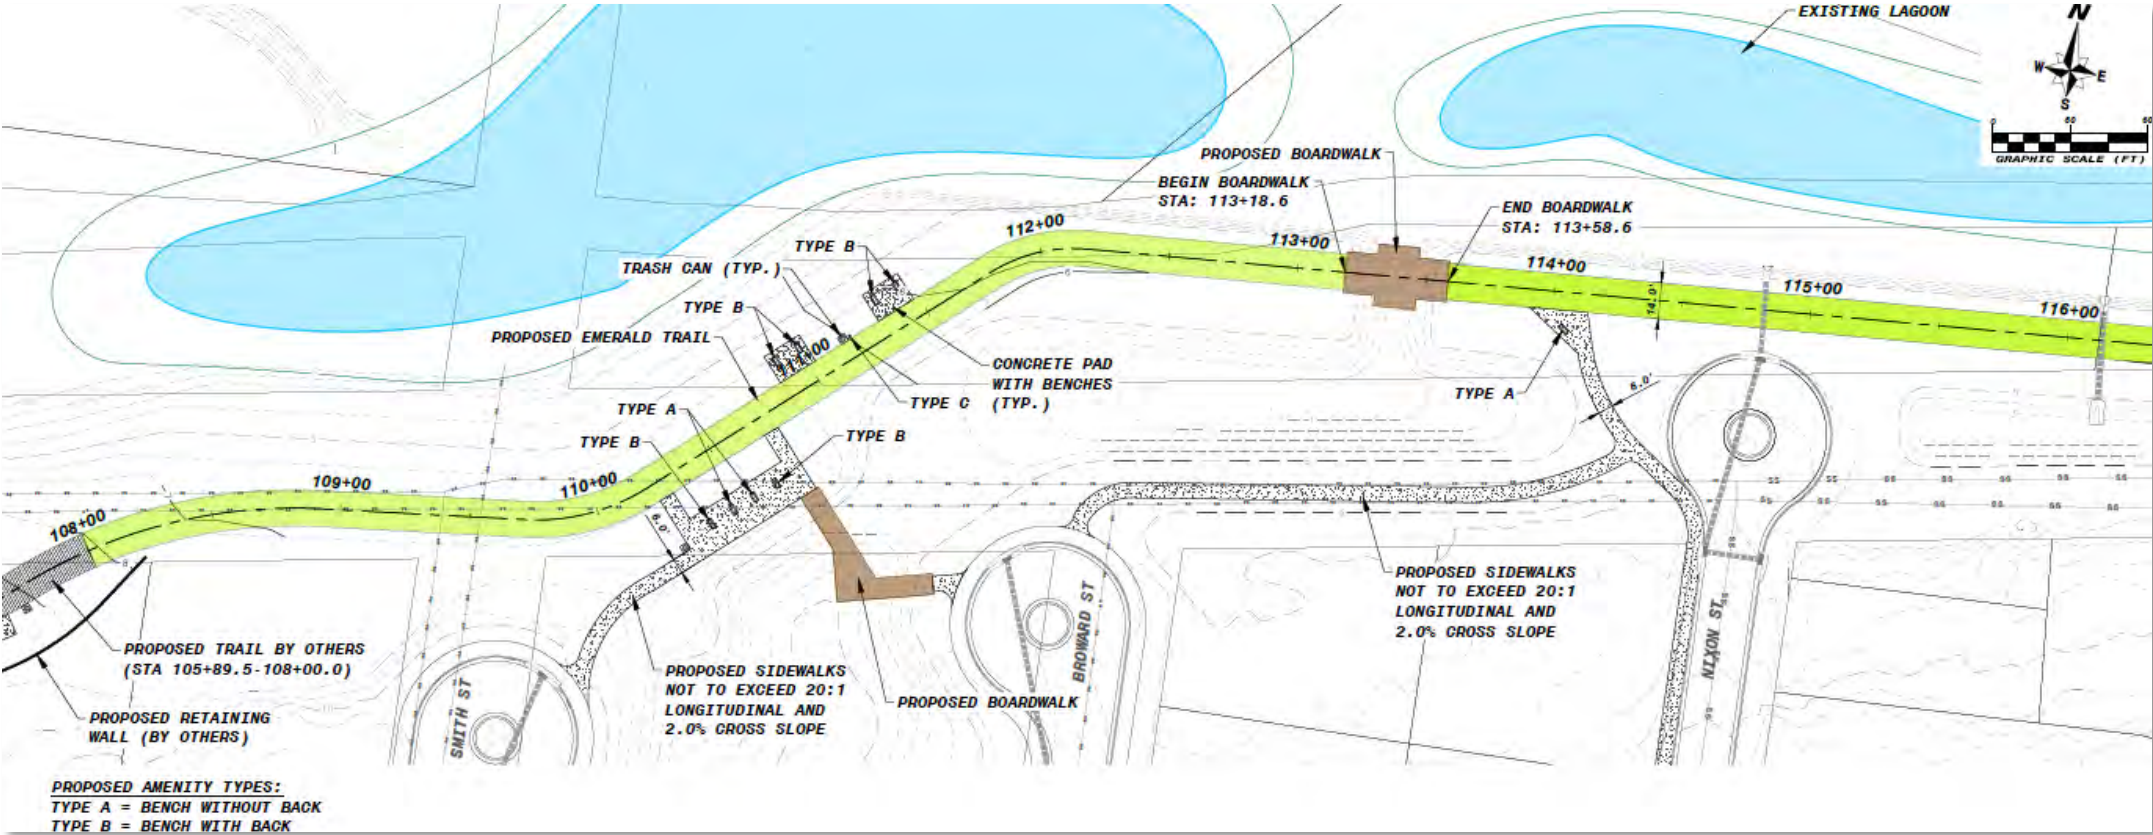 EXISTING LAGOON
N
W
E
S
0
60
GRAPHIC SCALE (FT)
PROPOSED BOARDWALK
BEGIN BOARDWALK
STA: 113+18.6
END BOARDWALK
STA: 113+58.6
112+00
113+00
114+00
115+00
116+00
14.0'
TYPE B
TRASH CAN (TYP.)
TYPE B
PROPOSED EMERALD TRAIL
111+00
CONCRETE PAD
WITH BENCHES
(TYP.)
TYPE C
TYPE A
TYPE B
TYPE B
TYPE A
6.0'
109+00
110+00
108+00
6.0'
PROPOSED TRAIL BY OTHERS
(STA 105+89.5-108+00.0)
PROPOSED RETAINING
WALL (BY OTHERS)
SMITH ST
PROPOSED SIDEWALKS
NOT TO EXCEED 20:1
LONGITUDINAL AND
2.0% CROSS SLOPE
PROPOSED BOARDWALK
BROWARD ST
PROPOSED SIDEWALKS
NOT TO EXCEED 20:1
LONGITUDINAL AND
2.0% CROSS SLOPE
NIXON ST
PROPOSED AMENITY TYPES:
TYPE A = BENCH WITHOUT BACK
TYPE B = BENCH WITH BACK